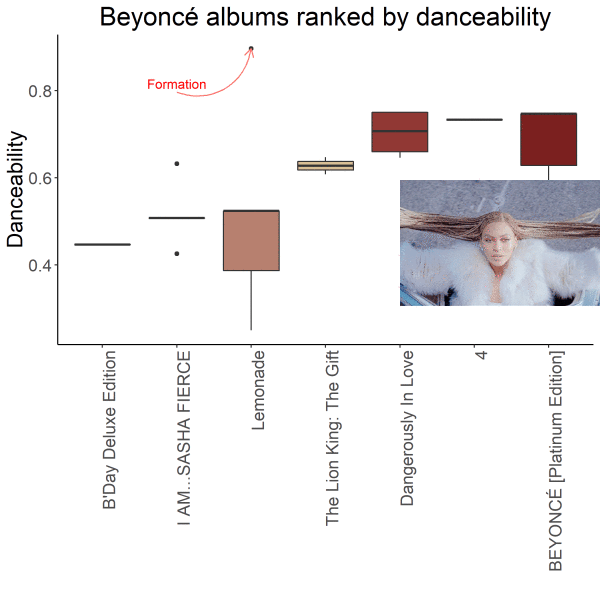 Beyoncé albums ranked by danceability
Formation
Danceability
0.8
0.6
0.4
B'Day Deluxe Edition
I AM...SASHA FIERCE
Lemonade
The Lion King: The Gift
Dangerously In Love
4
BEYONCÉ [Platinum Edition]